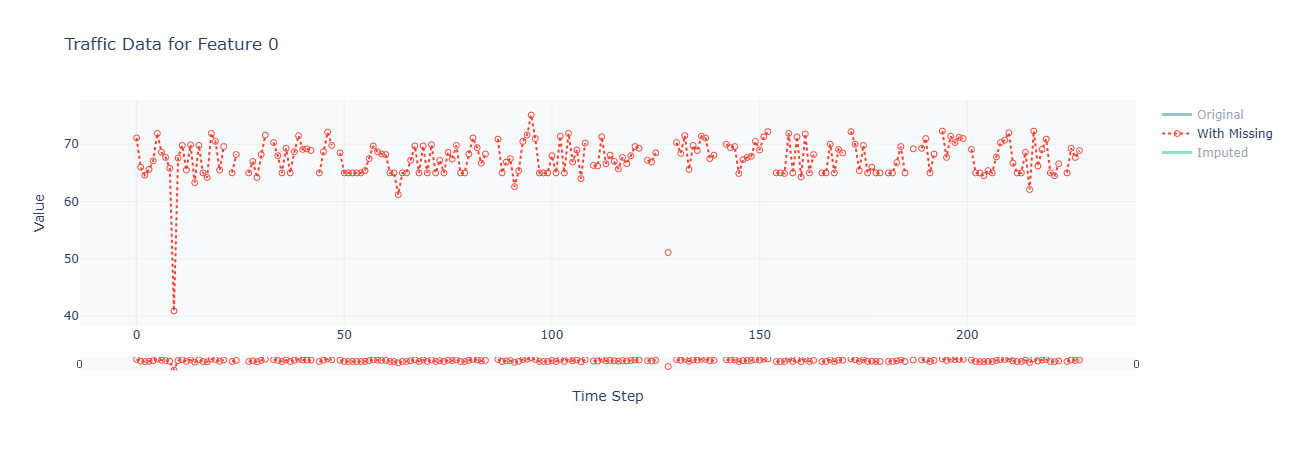 Traffic Data for Feature 0
Original
With Missing
Imputed
Value
70
60
50
40
0 50 100 150 200
0 0
Time Step